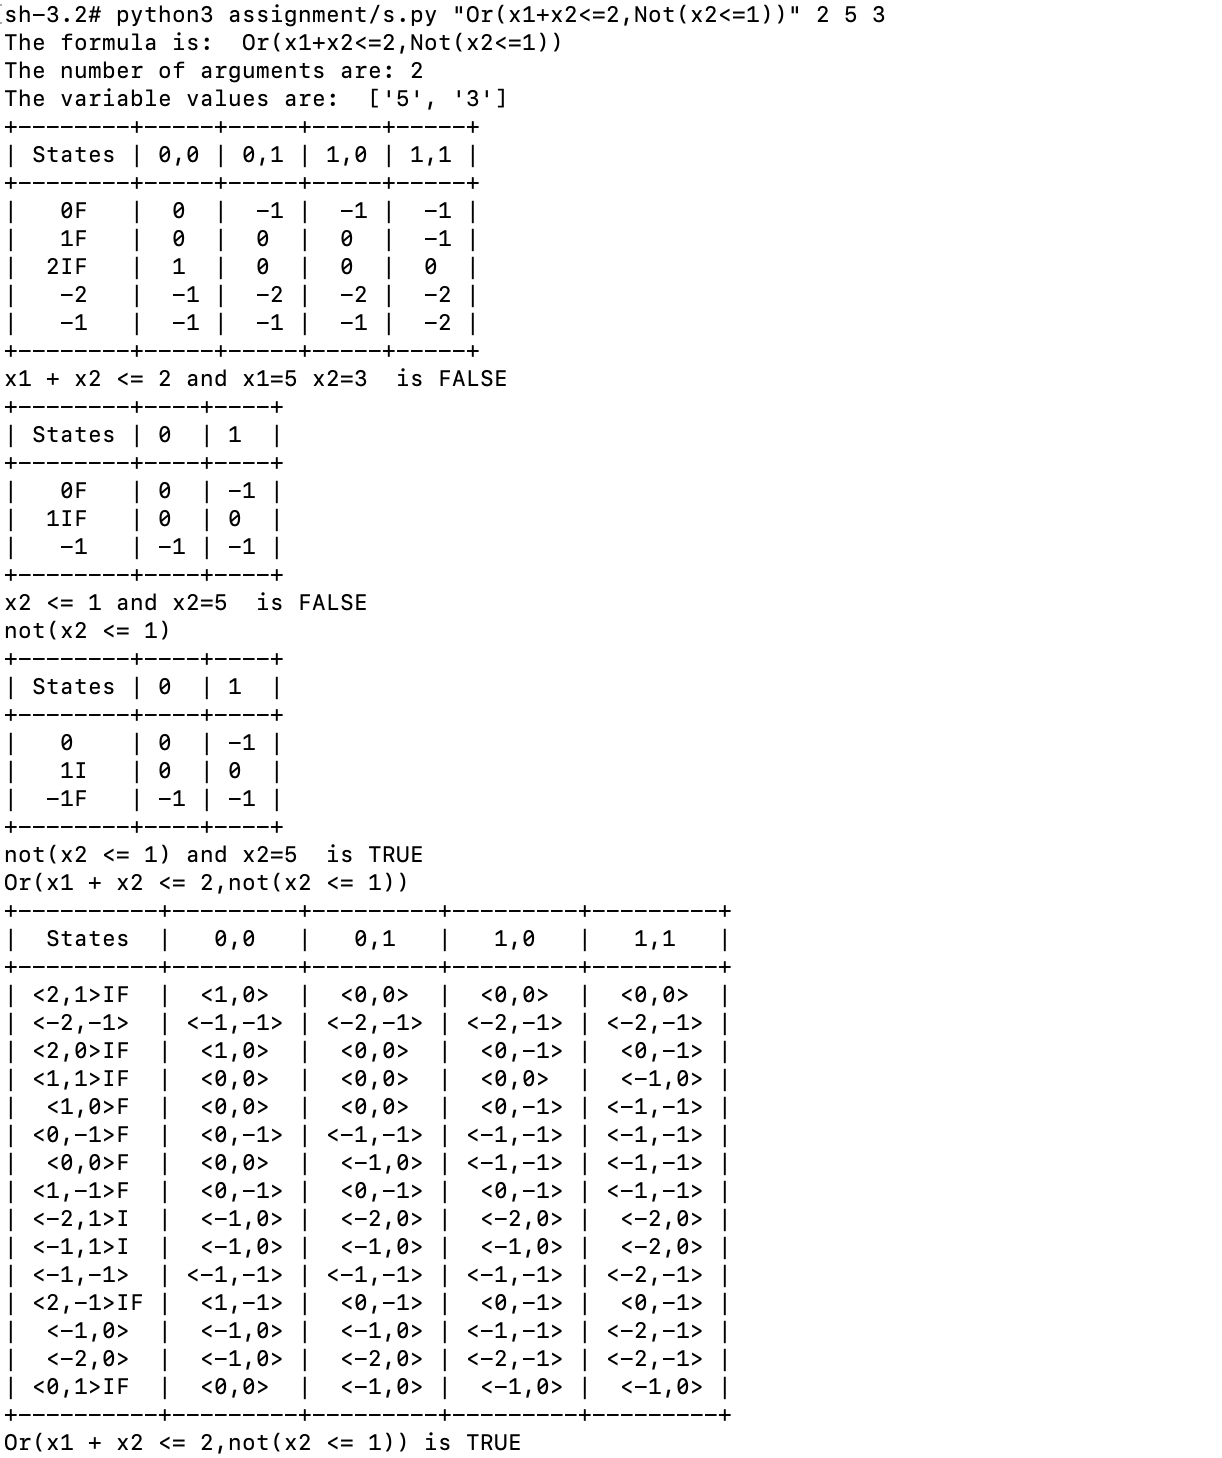 sh-3.2# python3 assignment/s.py "Or(x1+x2<=2,Not(x2<=1))" 2 5 3
The formula is:  Or(x1+x2<=2,Not(x2<=1))
The number of arguments are: 2
The variable values are:  ['5', '3']
+--------+-----+-----+-----+-----+
| States | 0,0 | 0,1 | 1,0 | 1,1 |
+--------+-----+-----+-----+-----+
|   0F   |  0  |  -1 |  -1 |  -1 |
|   1F   |  0  |  0  |  0  |  -1 |
|  2IF   |  1  |  0  |  0  |  0  |
|   -2   |  -1 |  -2 |  -2 |  -2 |
|   -1   |  -1 |  -1 |  -1 |  -2 |
+--------+-----+-----+-----+-----+
x1 + x2 <= 2 and x1=5 x2=3  is FALSE
+--------+----+----+
| States | 0  | 1  |
+--------+----+----+
|   0F   | 0  | -1 |
|  1IF   | 0  | 0  |
|   -1   | -1 | -1 |
+--------+----+----+
x2 <= 1 and x2=5  is FALSE
not(x2 <= 1)
+--------+----+----+
| States | 0  | 1  |
+--------+----+----+
|   0    | 0  | -1 |
|   1I   | 0  | 0  |
|  -1F   | -1 | -1 |
+--------+----+----+
not(x2 <= 1) and x2=5  is TRUE
Or(x1 + x2 <= 2,not(x2 <= 1))
+----------+---------+---------+---------+---------+
|  States  |   0,0   |   0,1   |   1,0   |   1,1   |
+----------+---------+---------+---------+---------+
| <2,1>IF  |  <1,0>  |  <0,0>  |  <0,0>  |  <0,0>  |
| <-2,-1>  | <-1,-1> | <-2,-1> | <-2,-1> | <-2,-1> |
| <2,0>IF  |  <1,0>  |  <0,0>  |  <0,-1> |  <0,-1> |
| <1,1>IF  |  <0,0>  |  <0,0>  |  <0,0>  |  <-1,0> |
|  <1,0>F  |  <0,0>  |  <0,0>  |  <0,-1> | <-1,-1> |
| <0,-1>F  |  <0,-1> | <-1,-1> | <-1,-1> | <-1,-1> |
|  <0,0>F  |  <0,0>  |  <-1,0> | <-1,-1> | <-1,-1> |
| <1,-1>F  |  <0,-1> |  <0,-1> |  <0,-1> | <-1,-1> |
| <-2,1>I  |  <-1,0> |  <-2,0> |  <-2,0> |  <-2,0> |
| <-1,1>I  |  <-1,0> |  <-1,0> |  <-1,0> |  <-2,0> |
| <-1,-1>  | <-1,-1> | <-1,-1> | <-1,-1> | <-2,-1> |
| <2,-1>IF |  <1,-1> |  <0,-1> |  <0,-1> |  <0,-1> |
|  <-1,0>  |  <-1,0> |  <-1,0> | <-1,-1> | <-2,-1> |
|  <-2,0>  |  <-1,0> |  <-2,0> | <-2,-1> | <-2,-1> |
| <0,1>IF  |  <0,0>  |  <-1,0> |  <-1,0> |  <-1,0> |
+----------+---------+---------+---------+---------+
Or(x1 + x2 <= 2,not(x2 <= 1)) is TRUE